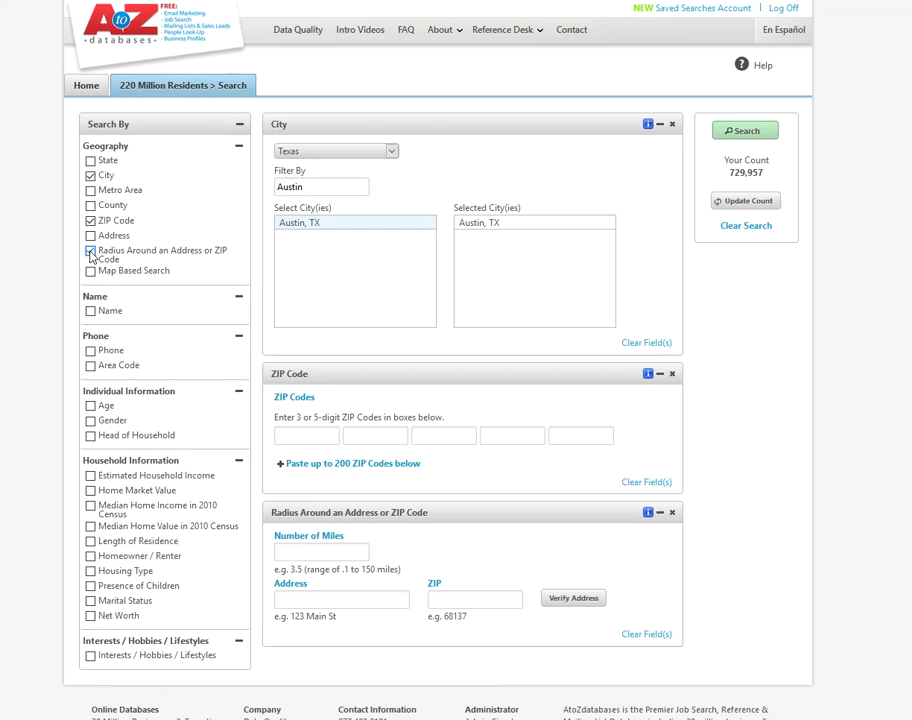 NEW Saved Searches Account | Log Off
AtoZ
databases
FREE:
- Email Marketing
- Job Search
- Mailing Lists & Sales Leads
- People Look-Up
- Business Profiles
Data Quality
Intro Videos
FAQ
About
Reference Desk
Contact
En Español
? Help
Home
220 Million Residents > Search
Search By
Geography
State
City
Metro Area
County
ZIP Code
Address
Radius Around an Address or ZIP
Code
Map Based Search
Name
Name
Phone
Phone
Area Code
Individual Information
Age
Gender
Head of Household
Household Information
Estimated Household Income
Home Market Value
Median Home Income in 2010
Census
Median Home Value in 2010 Census
Length of Residence
Homeowner / Renter
Housing Type
Presence of Children
Marital Status
Net Worth
Interests / Hobbies / Lifestyles
Interests / Hobbies / Lifestyles
City
Texas
Filter By
Austin
Select City(ies)
Selected City(ies)
Austin, TX
Austin, TX
Clear Field(s)
ZIP Code
ZIP Codes
Enter 3 or 5-digit ZIP Codes in boxes below.
Paste up to 200 ZIP Codes below
Clear Field(s)
Radius Around an Address or ZIP Code
Number of Miles
e.g. 3.5 (range of .1 to 150 miles)
Address
ZIP
Verify Address
e.g. 123 Main St
e.g. 68137
Clear Field(s)
Search
Your Count
729,957
Update Count
Clear Search
Online Databases
Company
Contact Information
Administrator
AtoZdatabases is the Premier Job Search, Reference &